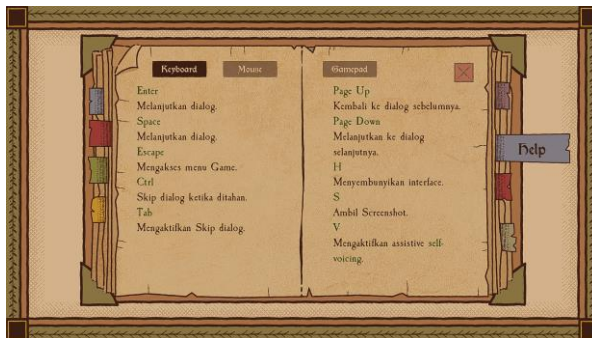 Keyboard
Mouse
Gamepad
Enter
Melanjutkan dialog.
Space
Melanjutkan dialog.
Escape
Mengakses menu Game.
Ctrl
Skip dialog ketika ditahan.
Tab
Mengaktifkan Skip dialog.
Page Up
Kembali ke dialog sebelumnya.
Page Down
Melanjutkan ke dialog
selanjutnya.
H
Menyembunyikan interface.
S
Ambil Screenshot.
V
Mengaktifkan assistive self-
voicing.
Help